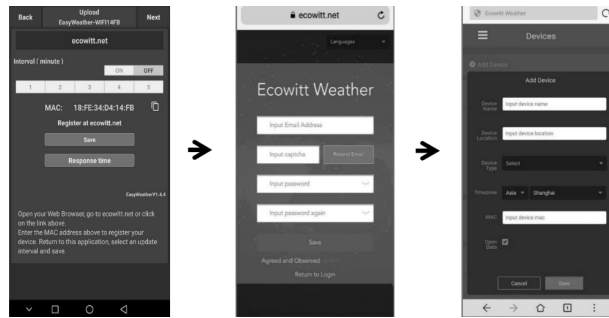 Back
Upload
EasyWeather-WIFI14FB
Next
ecowitt.net
Interval ( minute )
ON OFF
1 2 3 4 5
MAC: 18:FE:34:D4:14:FB
Register at ecowitt.net
Save
Response time
EasyWeatherV1.4.4
Open your Web Browser, go to ecowitt.net or click
on the link above.
Enter the MAC address above to register your
device. Return to this application, select an update
interval and save.
ecowitt.net
Languages
Ecowitt Weather
Input Email Address
Input captcha
Resend Email
Input password
Input password again
Save
Agreed and Observed
Return to Login
Ecowitt Weather
Devices
Add Device
Add Device
Device
Name
Input device name
Device
Location
Input device location
Device
Type
Select
Timezone
Asia
Shanghai
MAC
Input device map
Open
Data
Cancel
Save